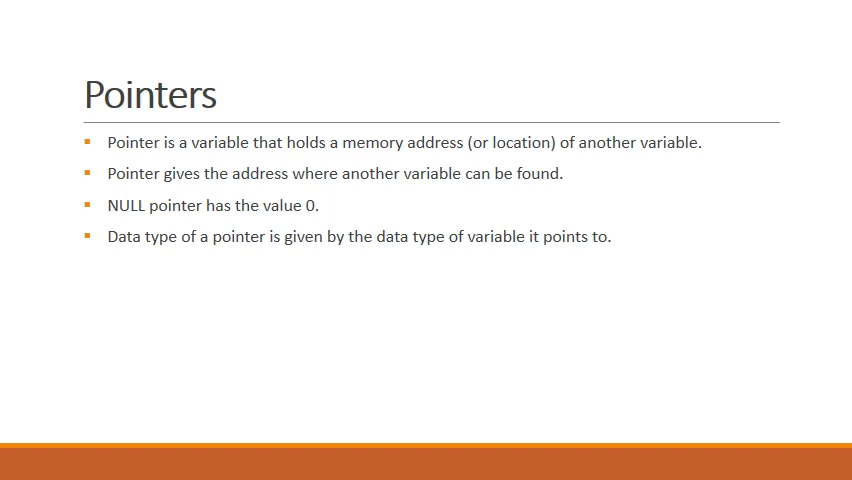 Pointers
Pointer is a variable that holds a memory address (or location) of another variable.
Pointer gives the address where another variable can be found.
NULL pointer has the value 0.
Data type of a pointer is given by the data type of variable it points to.